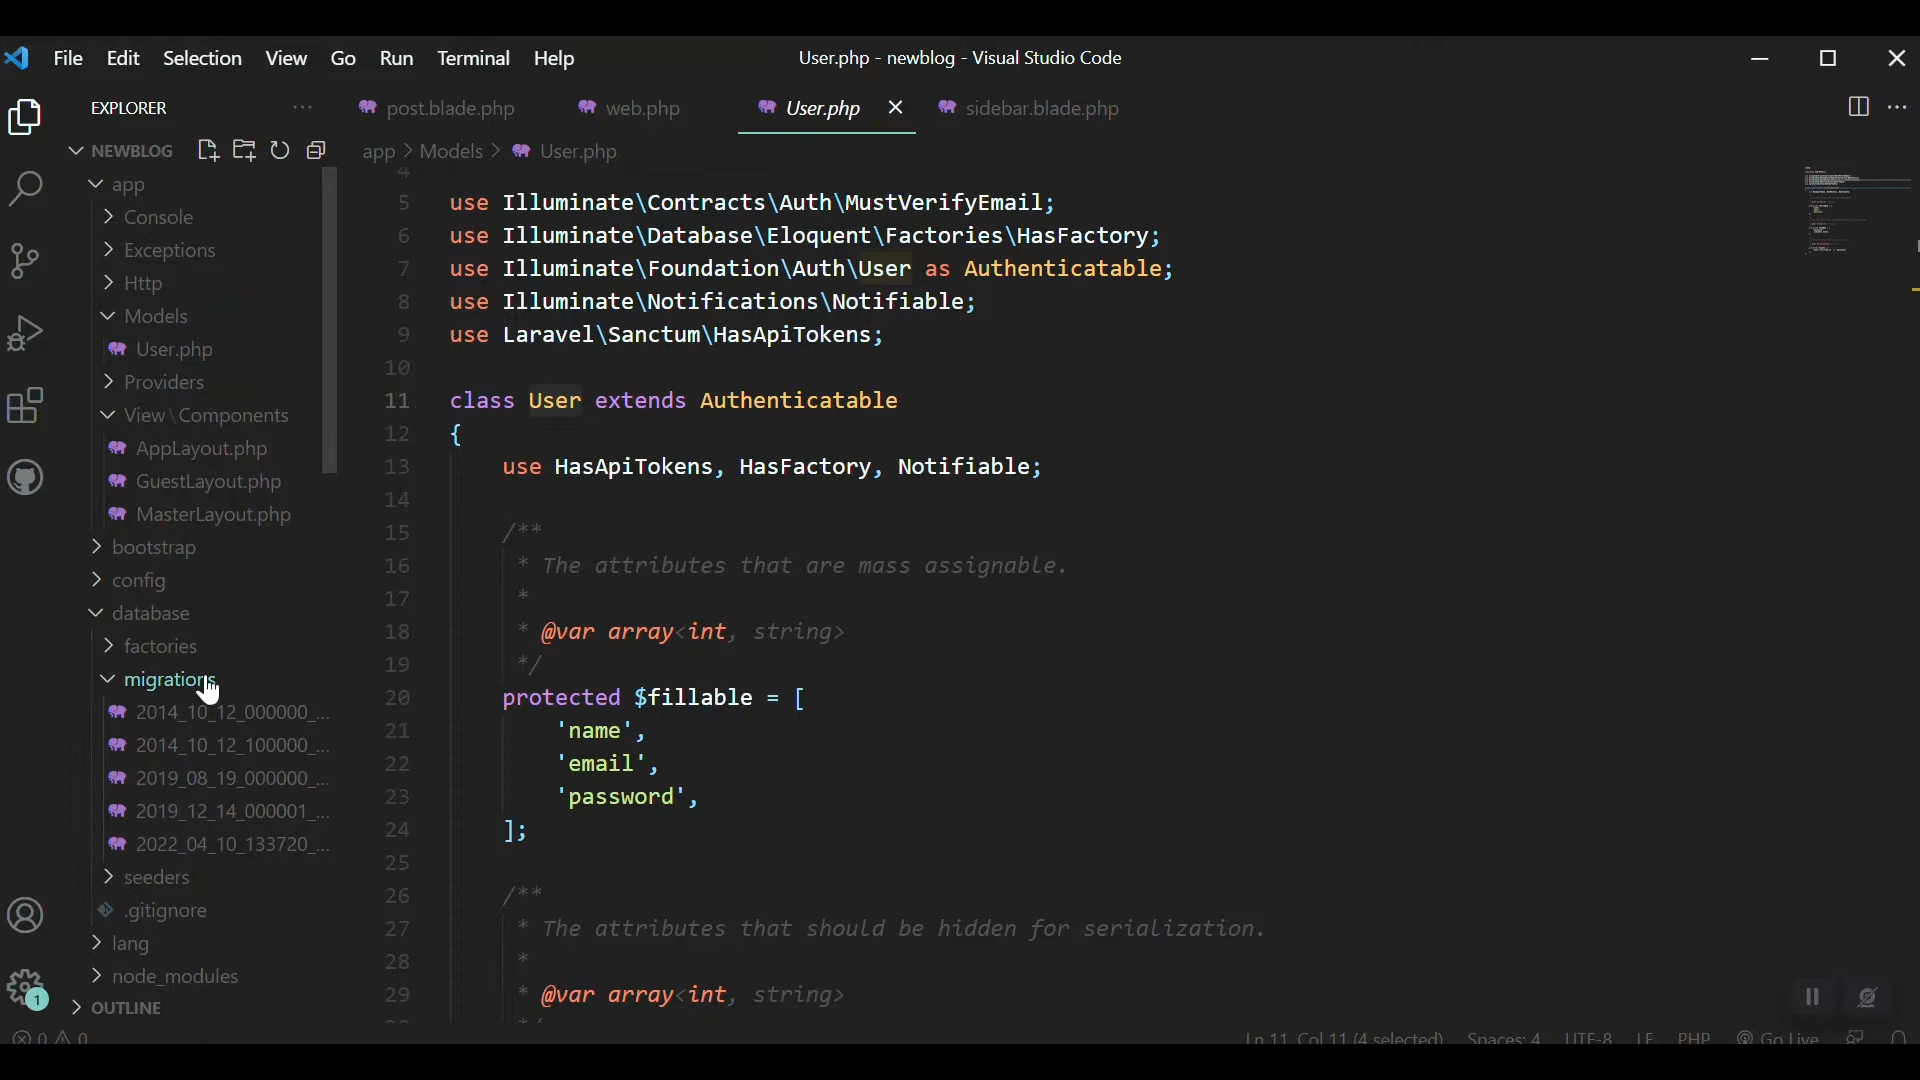 File Edit Selection View Go Run Terminal Help
User.php - newblog - Visual Studio Code
EXPLORER
post.blade.php
web.php
User.php
sidebar.blade.php
NEWBLOG
app > Models > User.php
app
Console
Exceptions
Http
Models
User.php
Providers
View \ Components
AppLayout.php
GuestLayout.php
MasterLayout.php
bootstrap
config
database
factories
migrations
2014_10_12_000000_...
2014_10_12_100000_...
2019_08_19_000000_...
2019_12_14_000001_...
2022_04_10_133720_...
seeders
.gitignore
lang
node_modules
OUTLINE
4
5 use Illuminate\Contracts\Auth\MustVerifyEmail;
6 use Illuminate\Database\Eloquent\Factories\HasFactory;
7 use Illuminate\Foundation\Auth\User as Authenticatable;
8 use Illuminate\Notifications\Notifiable;
9 use Laravel\Sanctum\HasApiTokens;
10
11 class User extends Authenticatable
12 {
13 use HasApiTokens, HasFactory, Notifiable;
14
15 /**
16 * The attributes that are mass assignable.
17 *
18 * @var array<int, string>
19 */
20 protected $fillable = [
21 'name',
22 'email',
23 'password',
24 ];
25
26 /**
27 * The attributes that should be hidden for serialization.
28 *
29 * @var array<int, string>
1
0 0
Ln 11, Col 11 (4 selected) Spaces: 4 UTF-8 LF PHP Go Live